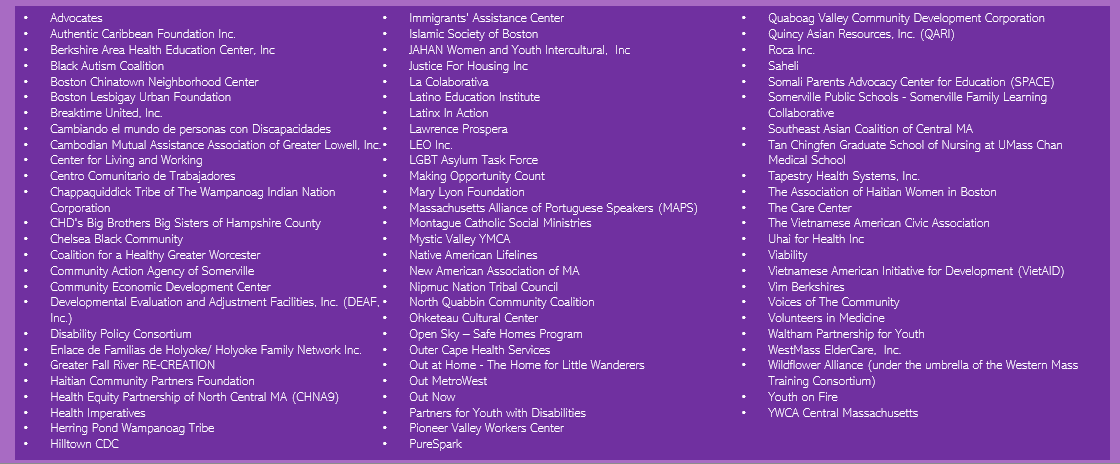 • Advocates
• Authentic Caribbean Foundation Inc.
• Berkshire Area Health Education Center, Inc
• Black Autism Coalition
• Boston Chinatown Neighborhood Center
• Boston Lesbigay Urban Foundation
• Breaktime United, Inc.
• Cambiando el mundo de personas con Discapacidades
• Cambodian Mutual Assistance Association of Greater Lowell, Inc.
• Center for Living and Working
• Centro Comunitario de Trabajadores
• Chappaquiddick Tribe of The Wampanoag Indian Nation
Corporation
• CHD's Big Brothers Big Sisters of Hampshire County
• Chelsea Black Community
• Coalition for a Healthy Greater Worcester
• Community Action Agency of Somerville
• Community Economic Development Center
• Developmental Evaluation and Adjustment Facilities, Inc. (DEAF,
Inc.)
• Disability Policy Consortium
• Enlace de Familias de Holyoke/ Holyoke Family Network Inc.
• Greater Fall River RE-CREATION
• Haitian Community Partners Foundation
• Health Equity Partnership of North Central MA (CHNA9)
• Health Imperatives
• Herring Pond Wampanoag Tribe
• Hilltown CDC
• Immigrants' Assistance Center
• Islamic Society of Boston
• JAHAN Women and Youth Intercultural, Inc
• Justice For Housing Inc
• La Colaborativa
• Latino Education Institute
• Latinx In Action
• Lawrence Prospera
• LEO Inc.
• LGBT Asylum Task Force
• Making Opportunity Count
• Mary Lyon Foundation
• Massachusetts Alliance of Portuguese Speakers (MAPS)
• Montague Catholic Social Ministries
• Mystic Valley YMCA
• Native American Lifelines
• New American Association of MA
• Nipmuc Nation Tribal Council
• North Quabbin Community Coalition
• Ohketeau Cultural Center
• Open Sky – Safe Homes Program
• Outer Cape Health Services
• Out at Home - The Home for Little Wanderers
• Out MetroWest
• Out Now
• Partners for Youth with Disabilities
• Pioneer Valley Workers Center
• PureSpark
• Quaboag Valley Community Development Corporation
• Quincy Asian Resources, Inc. (QARI)
• Roca Inc.
• Saheli
• Somali Parents Advocacy Center for Education (SPACE)
• Somerville Public Schools - Somerville Family Learning
Collaborative
• Southeast Asian Coalition of Central MA
• Tan Chingfen Graduate School of Nursing at UMass Chan
Medical School
• Tapestry Health Systems, Inc.
• The Association of Haitian Women in Boston
• The Care Center
• The Vietnamese American Civic Association
• Uhai for Health Inc
• Viability
• Vietnamese American Initiative for Development (VietAID)
• Vim Berkshires
• Voices of The Community
• Volunteers in Medicine
• Waltham Partnership for Youth
• WestMass ElderCare, Inc.
• Wildflower Alliance (under the umbrella of the Western Mass
Training Consortium)
• Youth on Fire
• YWCA Central Massachusetts